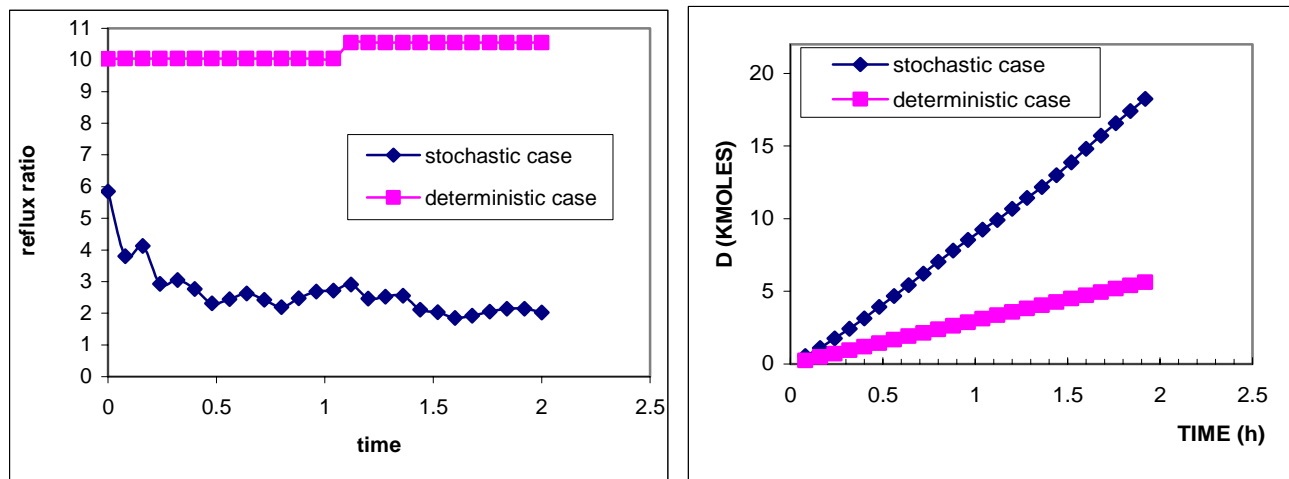 11
10
9
8
7
6
5
4
3
2
1
0
reflux ratio
stochastic case
deterministic case
0 0.5 1 1.5 2 2.5
time
20
15
10
5
0
D (KMOLES)
stochastic case
deterministic case
0 0.5 1 1.5 2 2.5
TIME (h)